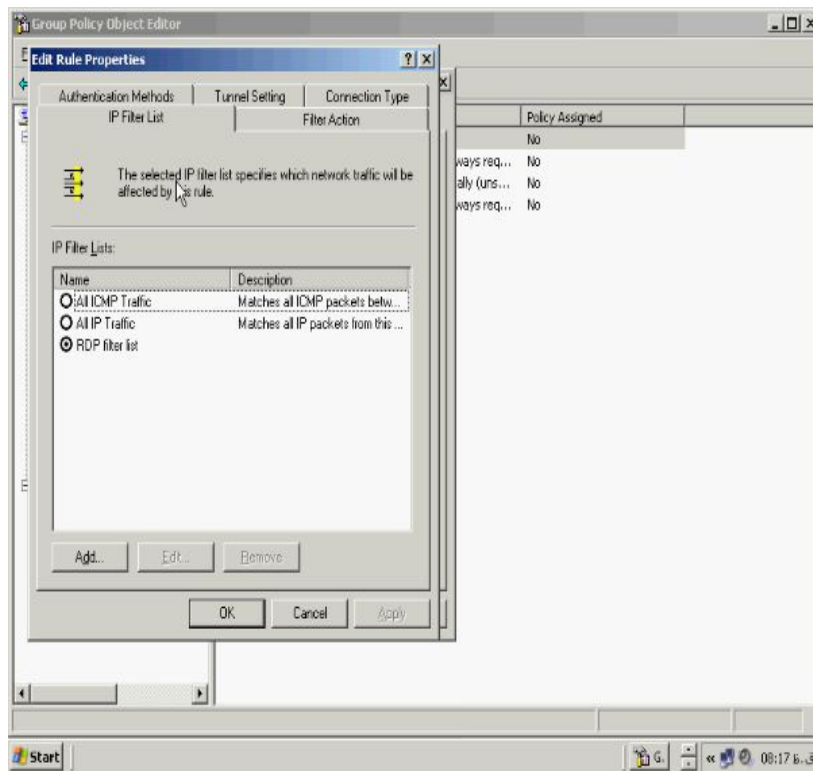 Group Policy Object Editor
Edit Rule Properties
Authentication Methods
Tunnel Setting
Connection Type
IP Filter List
Filter Action
The selected IP filter list specifies which network traffic will be
affected by this rule.
IP Filter Lists:
Name
Description
All ICMP Traffic
Matches all ICMP packets betw...
All IP Traffic
Matches all IP packets from this ...
RDP filter list
Add...
Edit...
Remove
OK
Cancel
Apply
Policy Assigned
No
ways req...
No
ally (uns...
No
ways req...
No
Start
G.
«
08:17